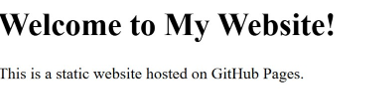 Welcome to My Website!
This is a static website hosted on GitHub Pages.